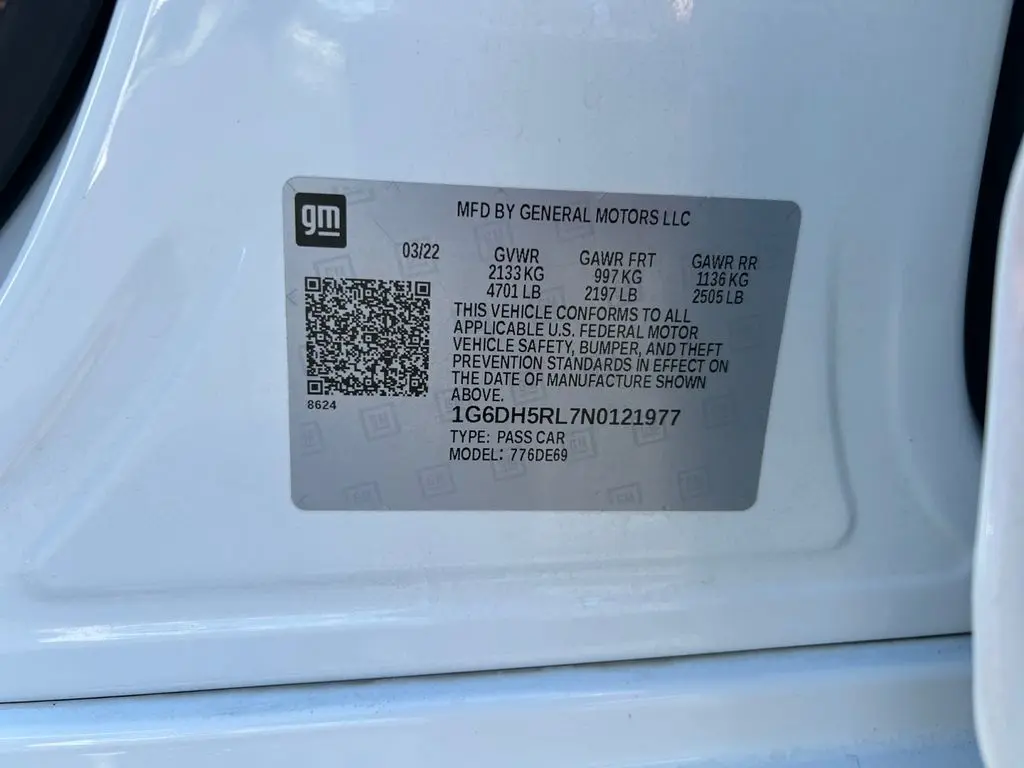 gm
MFD BY GENERAL MOTORS LLC
03/22 GVWR GAWR FRT GAWR RR
2133 KG 997 KG 1136 KG
4701 LB 2197 LB 2505 LB
THIS VEHICLE CONFORMS TO ALL
APPLICABLE U.S. FEDERAL MOTOR
VEHICLE SAFETY, BUMPER, AND THEFT
PREVENTION STANDARDS IN EFFECT ON
THE DATE OF MANUFACTURE SHOWN
ABOVE.
8624
1G6DH5RL7N0121977
TYPE: PASS CAR
MODEL: 776DE69